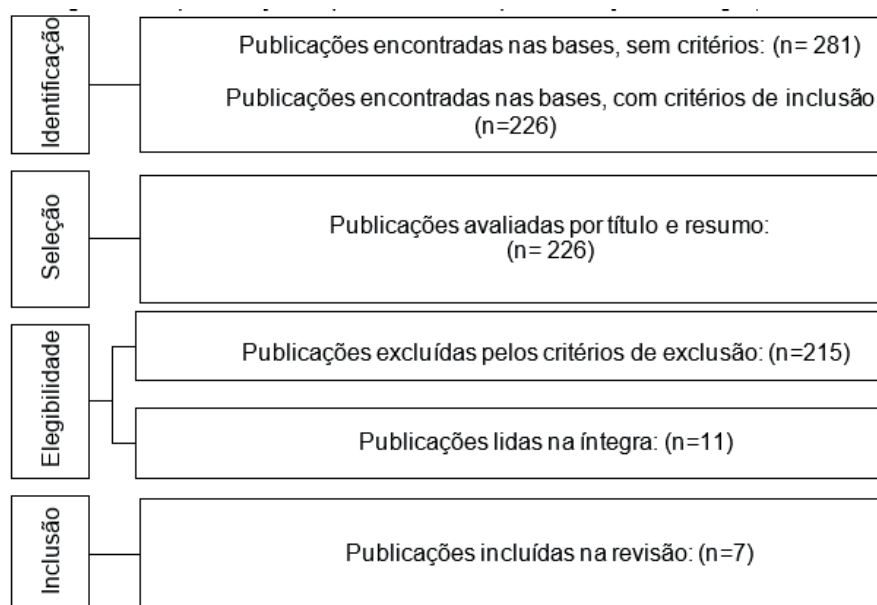 Identificação
Publicações encontradas nas bases, sem critérios: (n= 281)
Publicações encontradas nas bases, com critérios de inclusão
(n=226)
Seleção
Publicações avaliadas por título e resumo:
(n= 226)
Elegibilidade
Publicações excluídas pelos critérios de exclusão: (n=215)
Publicações lidas na íntegra: (n=11)
Inclusão
Publicações incluídas na revisão: (n=7)